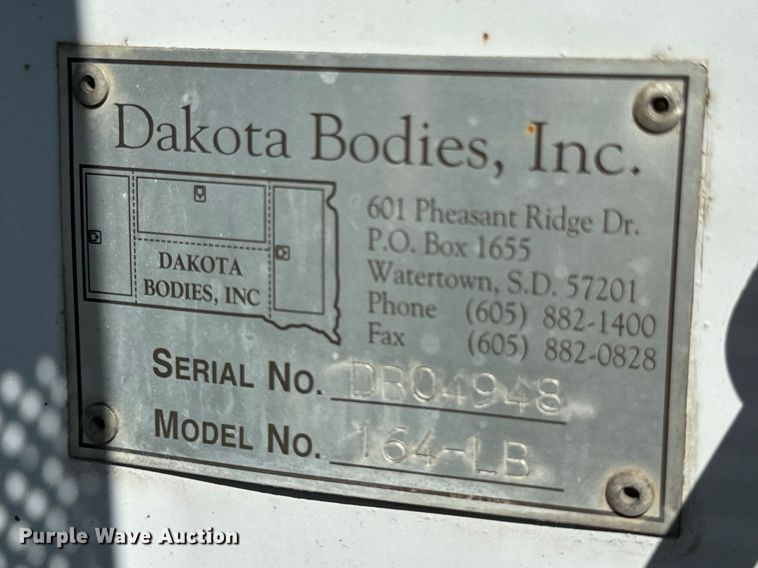 Dakota Bodies, Inc.
DAKOTA
BODIES, INC
601 Pheasant Ridge Dr.
P.O. Box 1655
Watertown, S.D. 57201
Phone (605) 882-1400
Fax (605) 882-0828
SERIAL NO. DB04948
MODEL NO. 164-LB
Purple Wave Auction